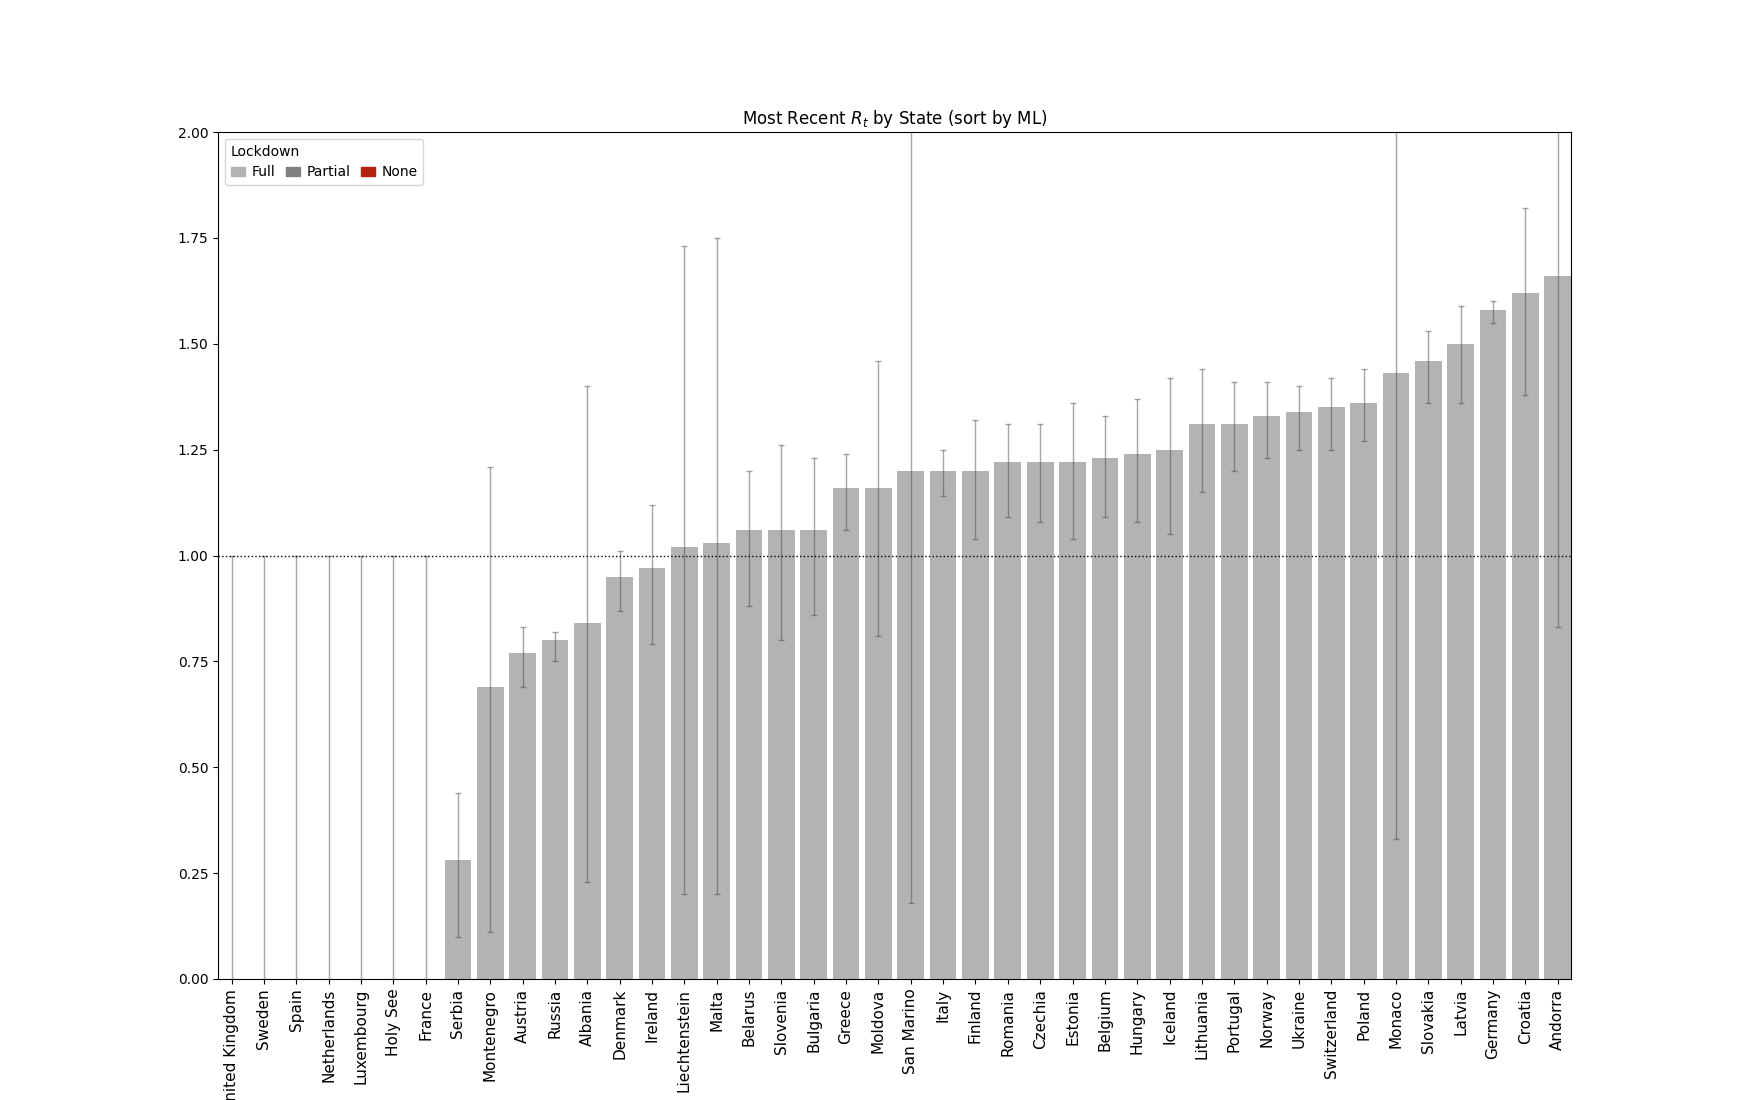 Most Recent Rt by State (sort by ML)
2.00
Lockdown
Full Partial None
1.75
1.50
1.25
1.00
0.75
0.50
0.25
0.00
nited Kingdom
Sweden
Spain
Netherlands
Luxembourg
Holy See
France
Serbia
Montenegro
Austria
Russia
Albania
Denmark
Ireland
Liechtenstein
Malta
Belarus
Slovenia
Bulgaria
Greece
Moldova
San Marino
Italy
Finland
Romania
Czechia
Estonia
Belgium
Hungary
Iceland
Lithuania
Portugal
Norway
Ukraine
Switzerland
Poland
Monaco
Slovakia
Latvia
Germany
Croatia
Andorra